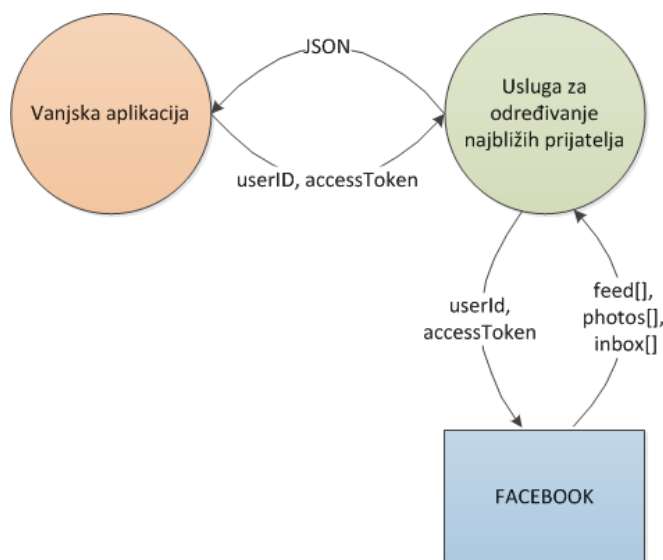 JSON
Vanjska aplikacija
Usluga za
određivanje
najbližih prijatelja
userID, accessToken
userId,
accessToken
feed[],
photos[],
inbox[]
FACEBOOK